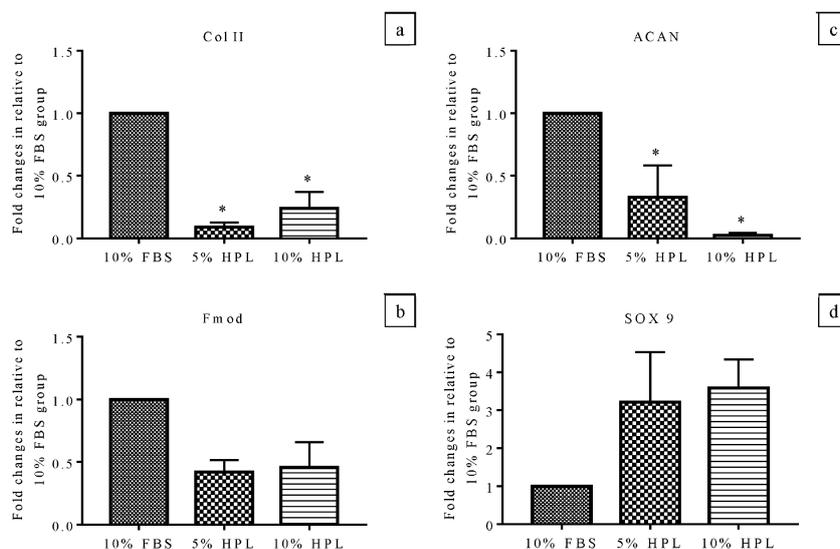 Col II
a
Fold changes in relative to
10% FBS group
1.5
1.0
0.5
0.0
*
*
10% FBS 5% HPL 10% HPL
ACAN
c
Fold changes in relative to
10% FBS group
1.5
1.0
0.5
0.0
*
*
10% FBS 5% HPL 10% HPL
Fmod
b
Fold changes in relative to
10% FBS group
1.5
1.0
0.5
0.0
10% FBS 5% HPL 10% HPL
SOX 9
d
Fold changes in relative to
10% FBS group
5
4
3
2
1
0
10% FBS 5% HPL 10% HPL